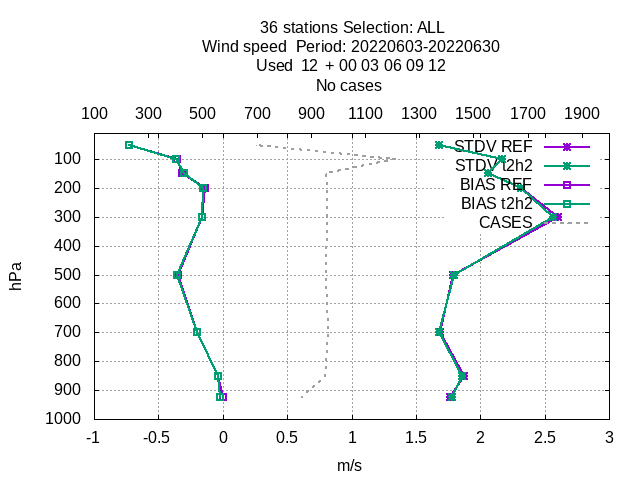 36 stations Selection: ALL
Wind speed  Period: 20220603-20220630
Used  12  + 00 03 06 09 12
No cases
100 300 500 700 900 1100 1300 1500 1700 1900
STDV REF
STDV t2h2
BIAS REF
BIAS t2h2
CASES
100
200
300
400
500
600
700
800
900
1000
hPa
-1 -0.5 0 0.5 1 1.5 2 2.5 3
m/s